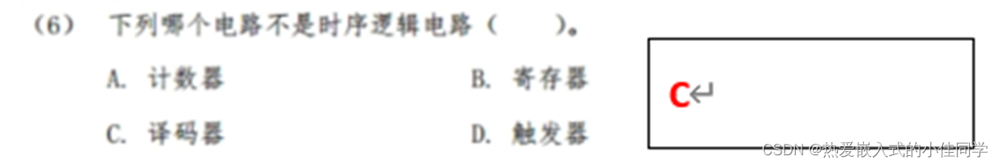 (6) 下列哪个电路不是时序逻辑电路( )。
A. 计数器 B. 寄存器
C. 译码器 D. 触发器
C↵
CSDN @热爱嵌入式的小佳同学